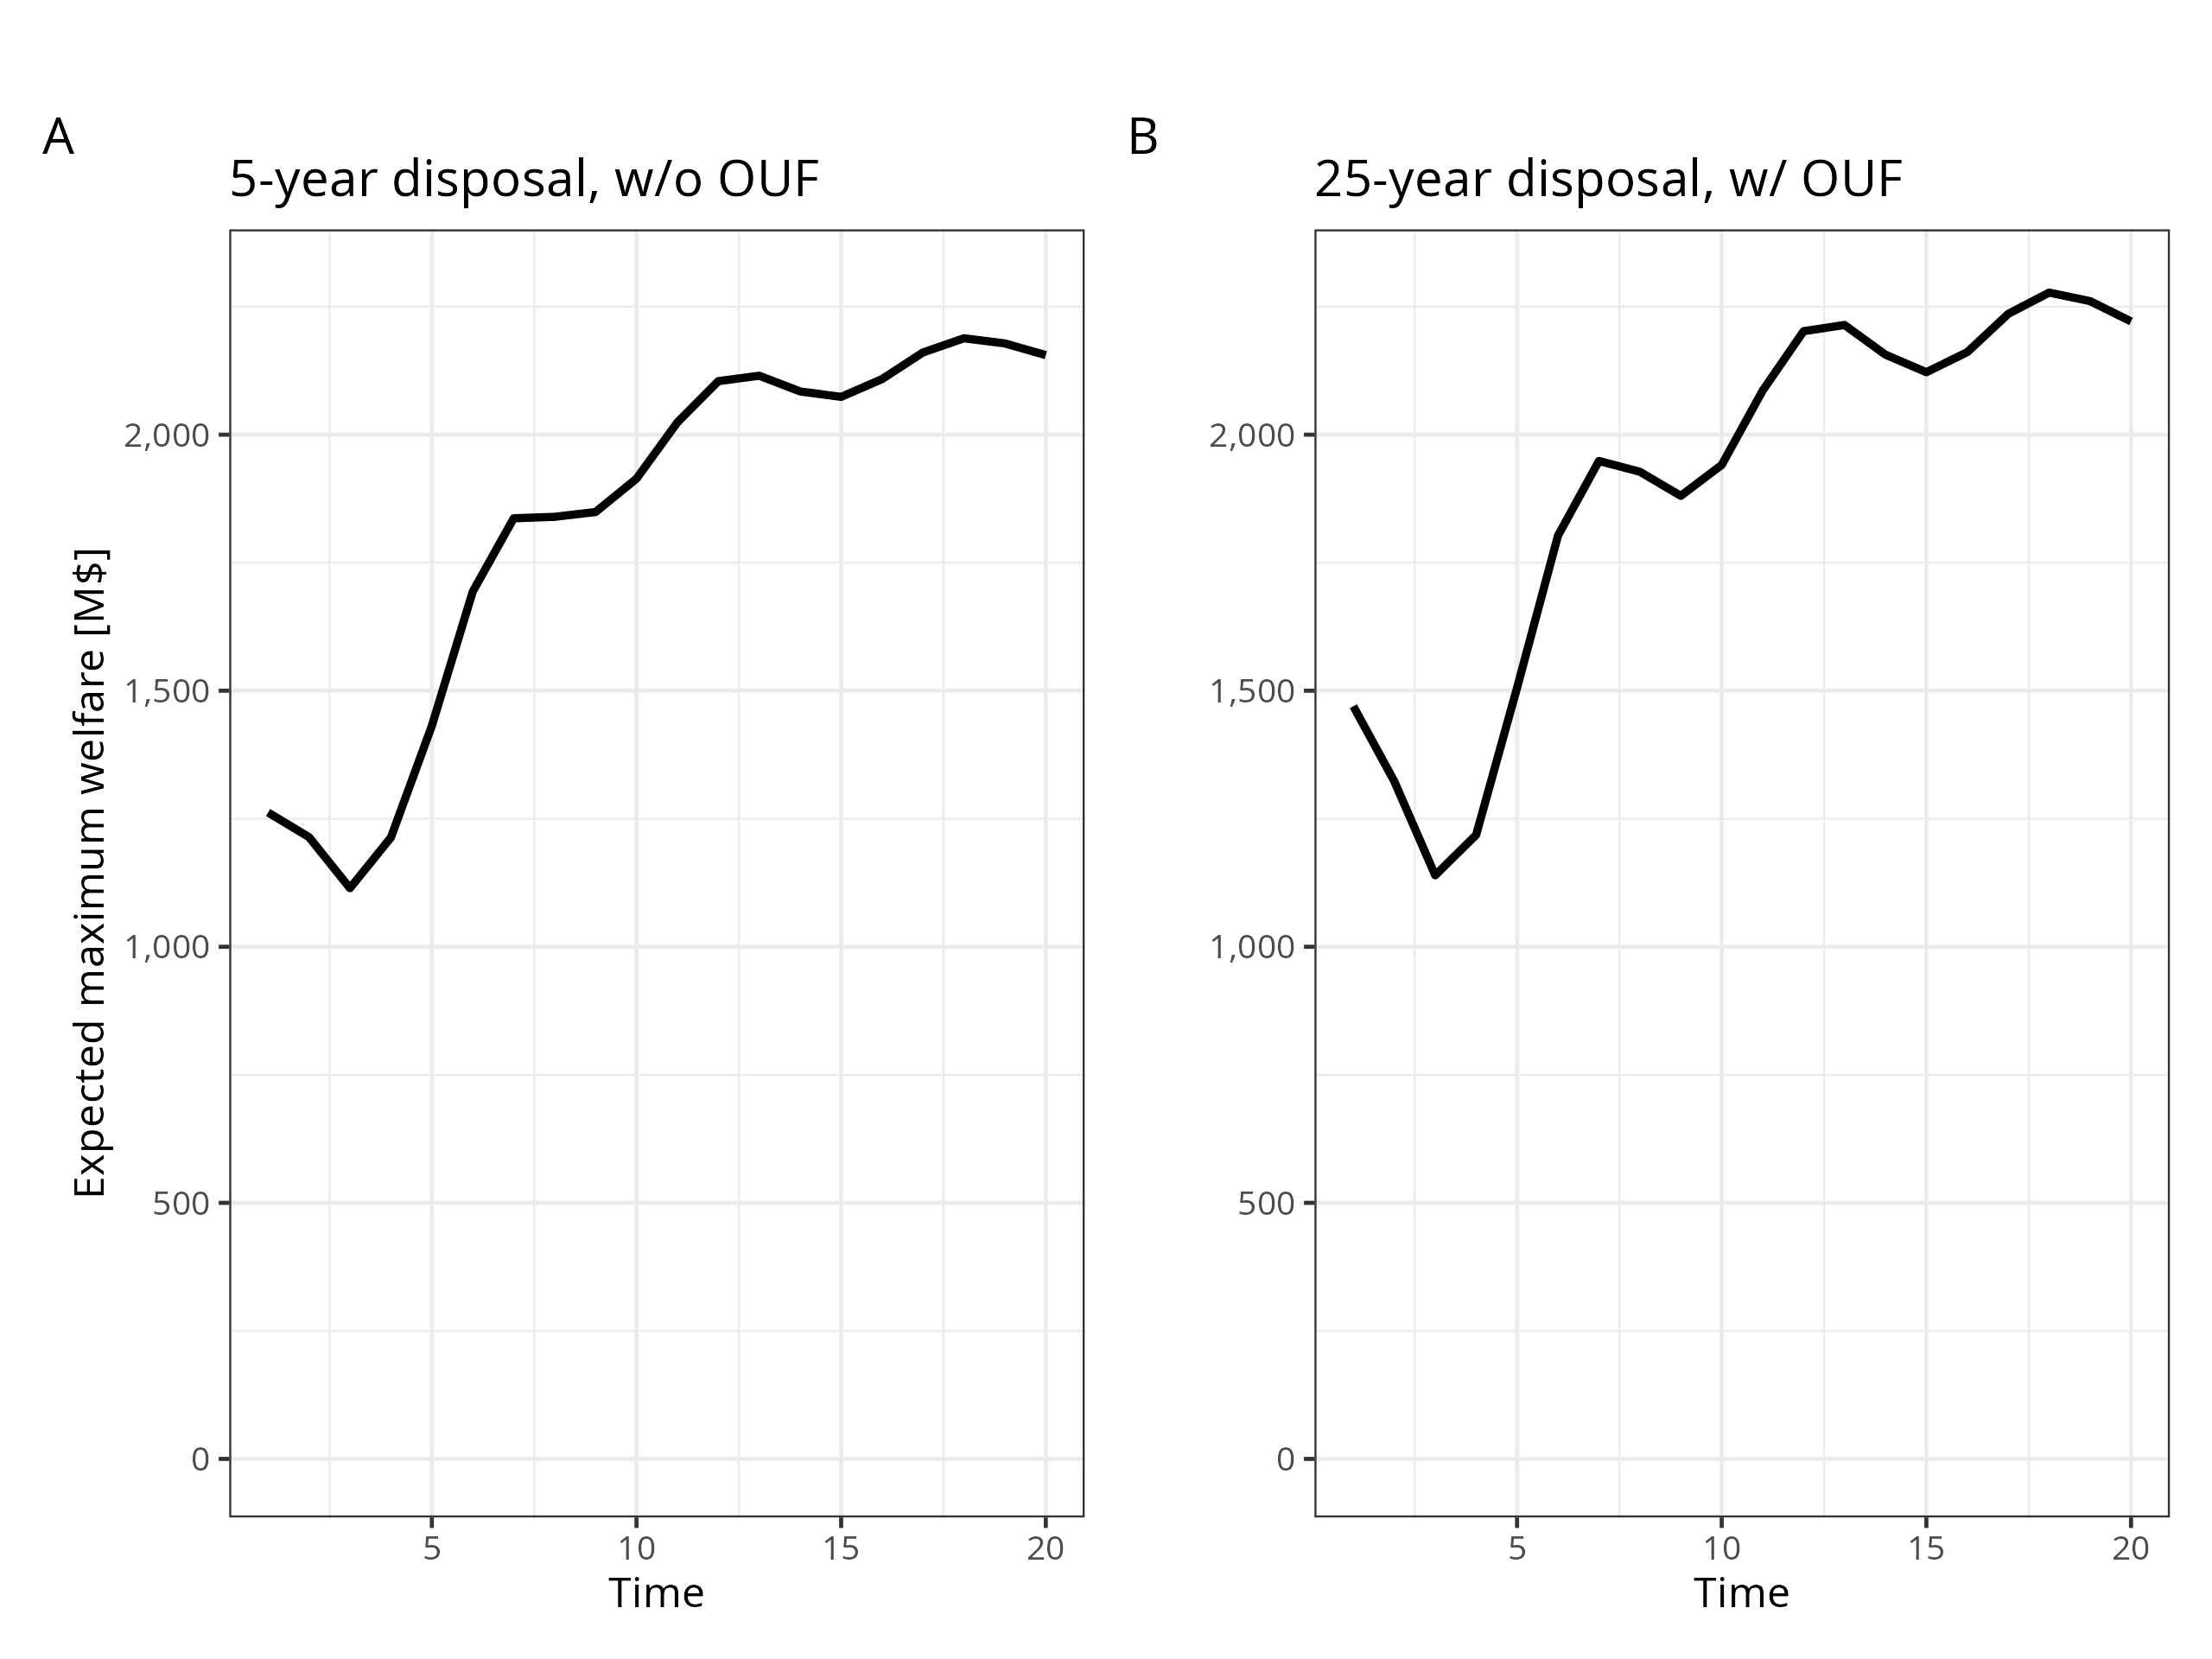 A
5-year disposal, w/o OUF
Expected maximum welfare [M$]
2,000
1,500
1,000
500
0
5 10 15 20
Time
B
25-year disposal, w/ OUF
2,000
1,500
1,000
500
0
5 10 15 20
Time